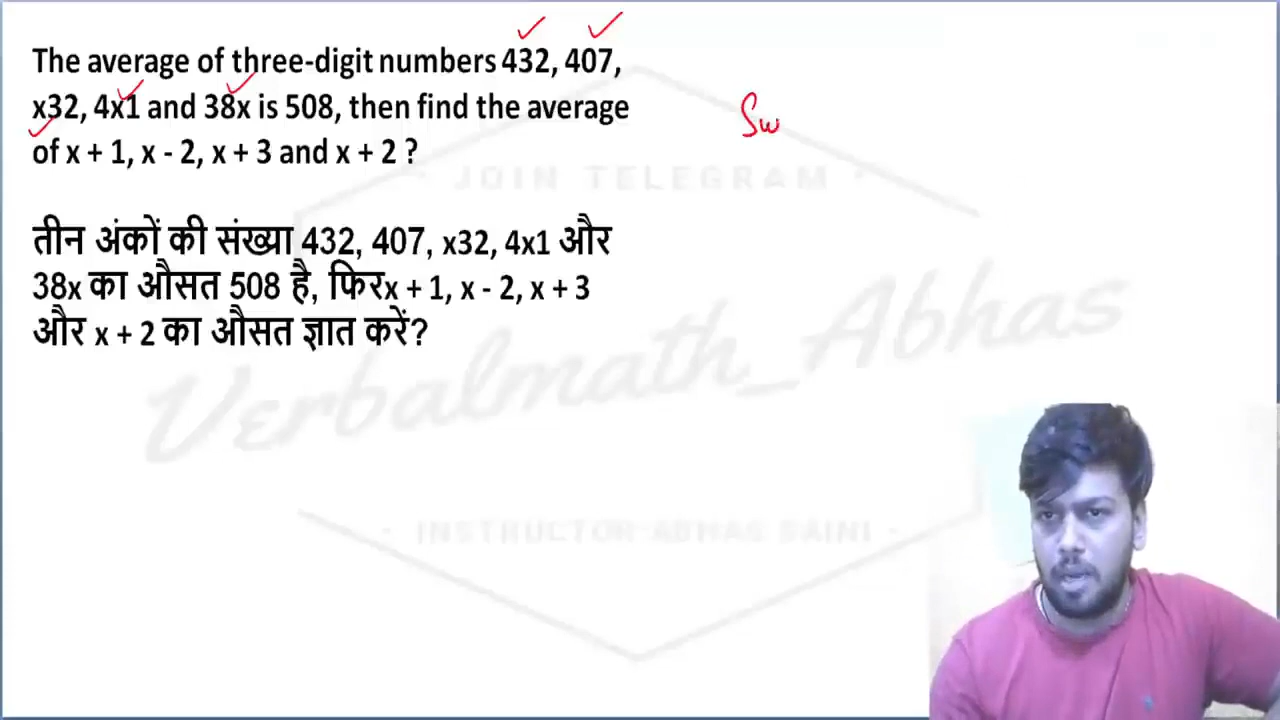 The average of three-digit numbers 432, 407,
x32, 4x1 and 38x is 508, then find the average
of x + 1, x - 2, x + 3 and x + 2 ?
Sw
- JOIN TELEGRAM -
तीन अंकों की संख्या 432, 407, x32, 4x1 और
38x का औसत 508 है, फिरx + 1, x - 2, x + 3
और x + 2 का औसत ज्ञात करें?
Verbalmath_Abhas
- INSTRUCTOR ABHAS SAINI -